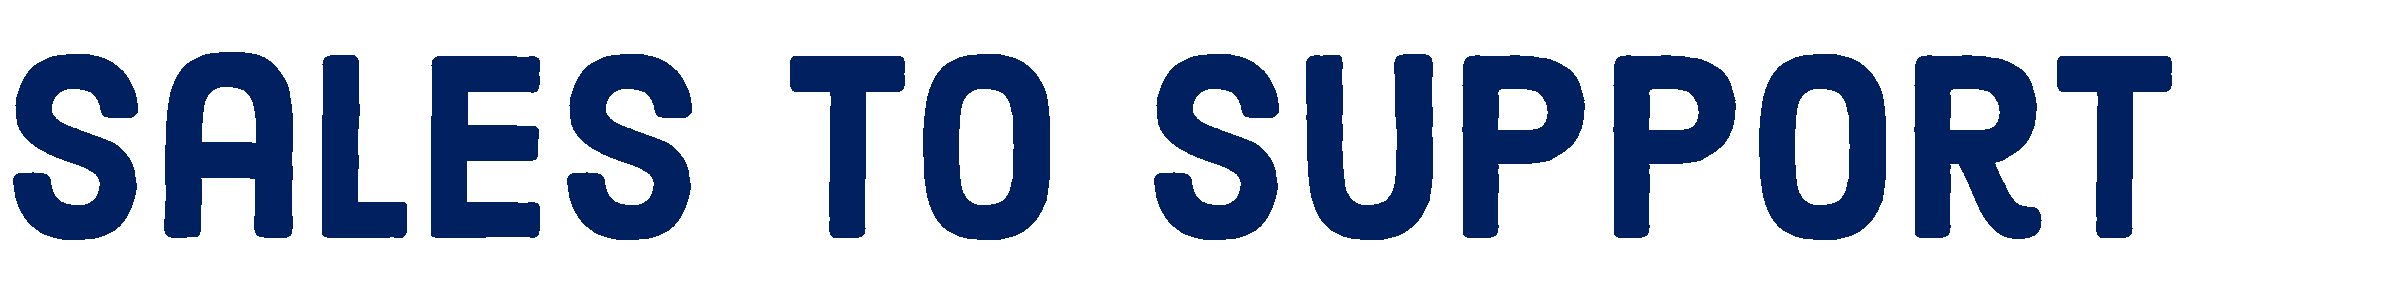 SALES TO SUPPORT